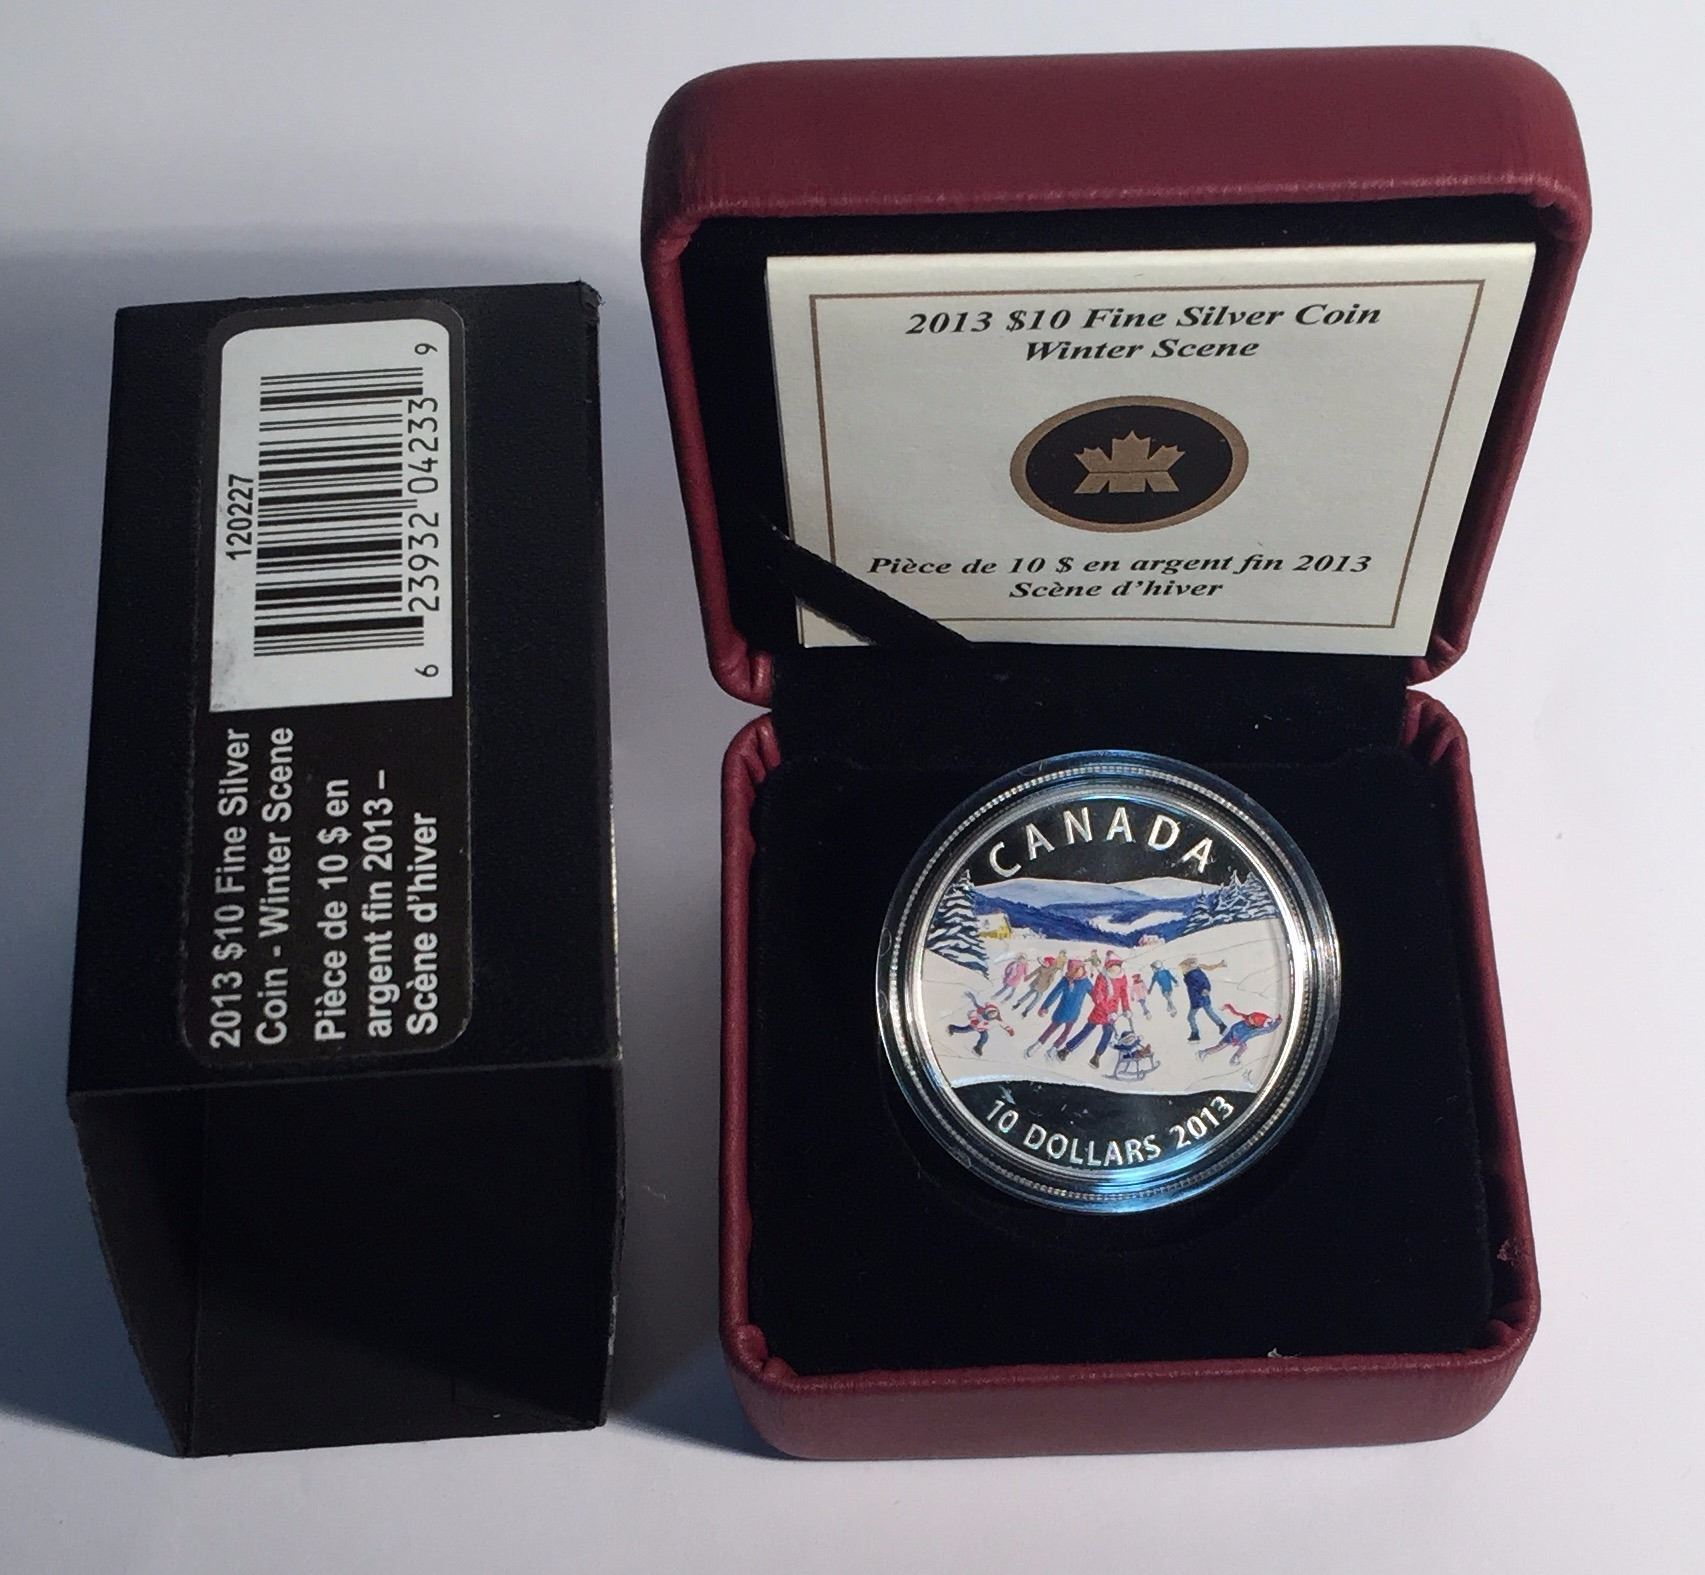 120227
6 23932 04233 9
2013 $10 Fine Silver
Coin - Winter Scene
Pièce de 10 $ en
argent fin 2013 –
Scène d'hiver
2013 $10 Fine Silver Coin
Winter Scene
Pièce de 10 $ en argent fin 2013
Scène d'hiver
CANADA
10 DOLLARS 2013